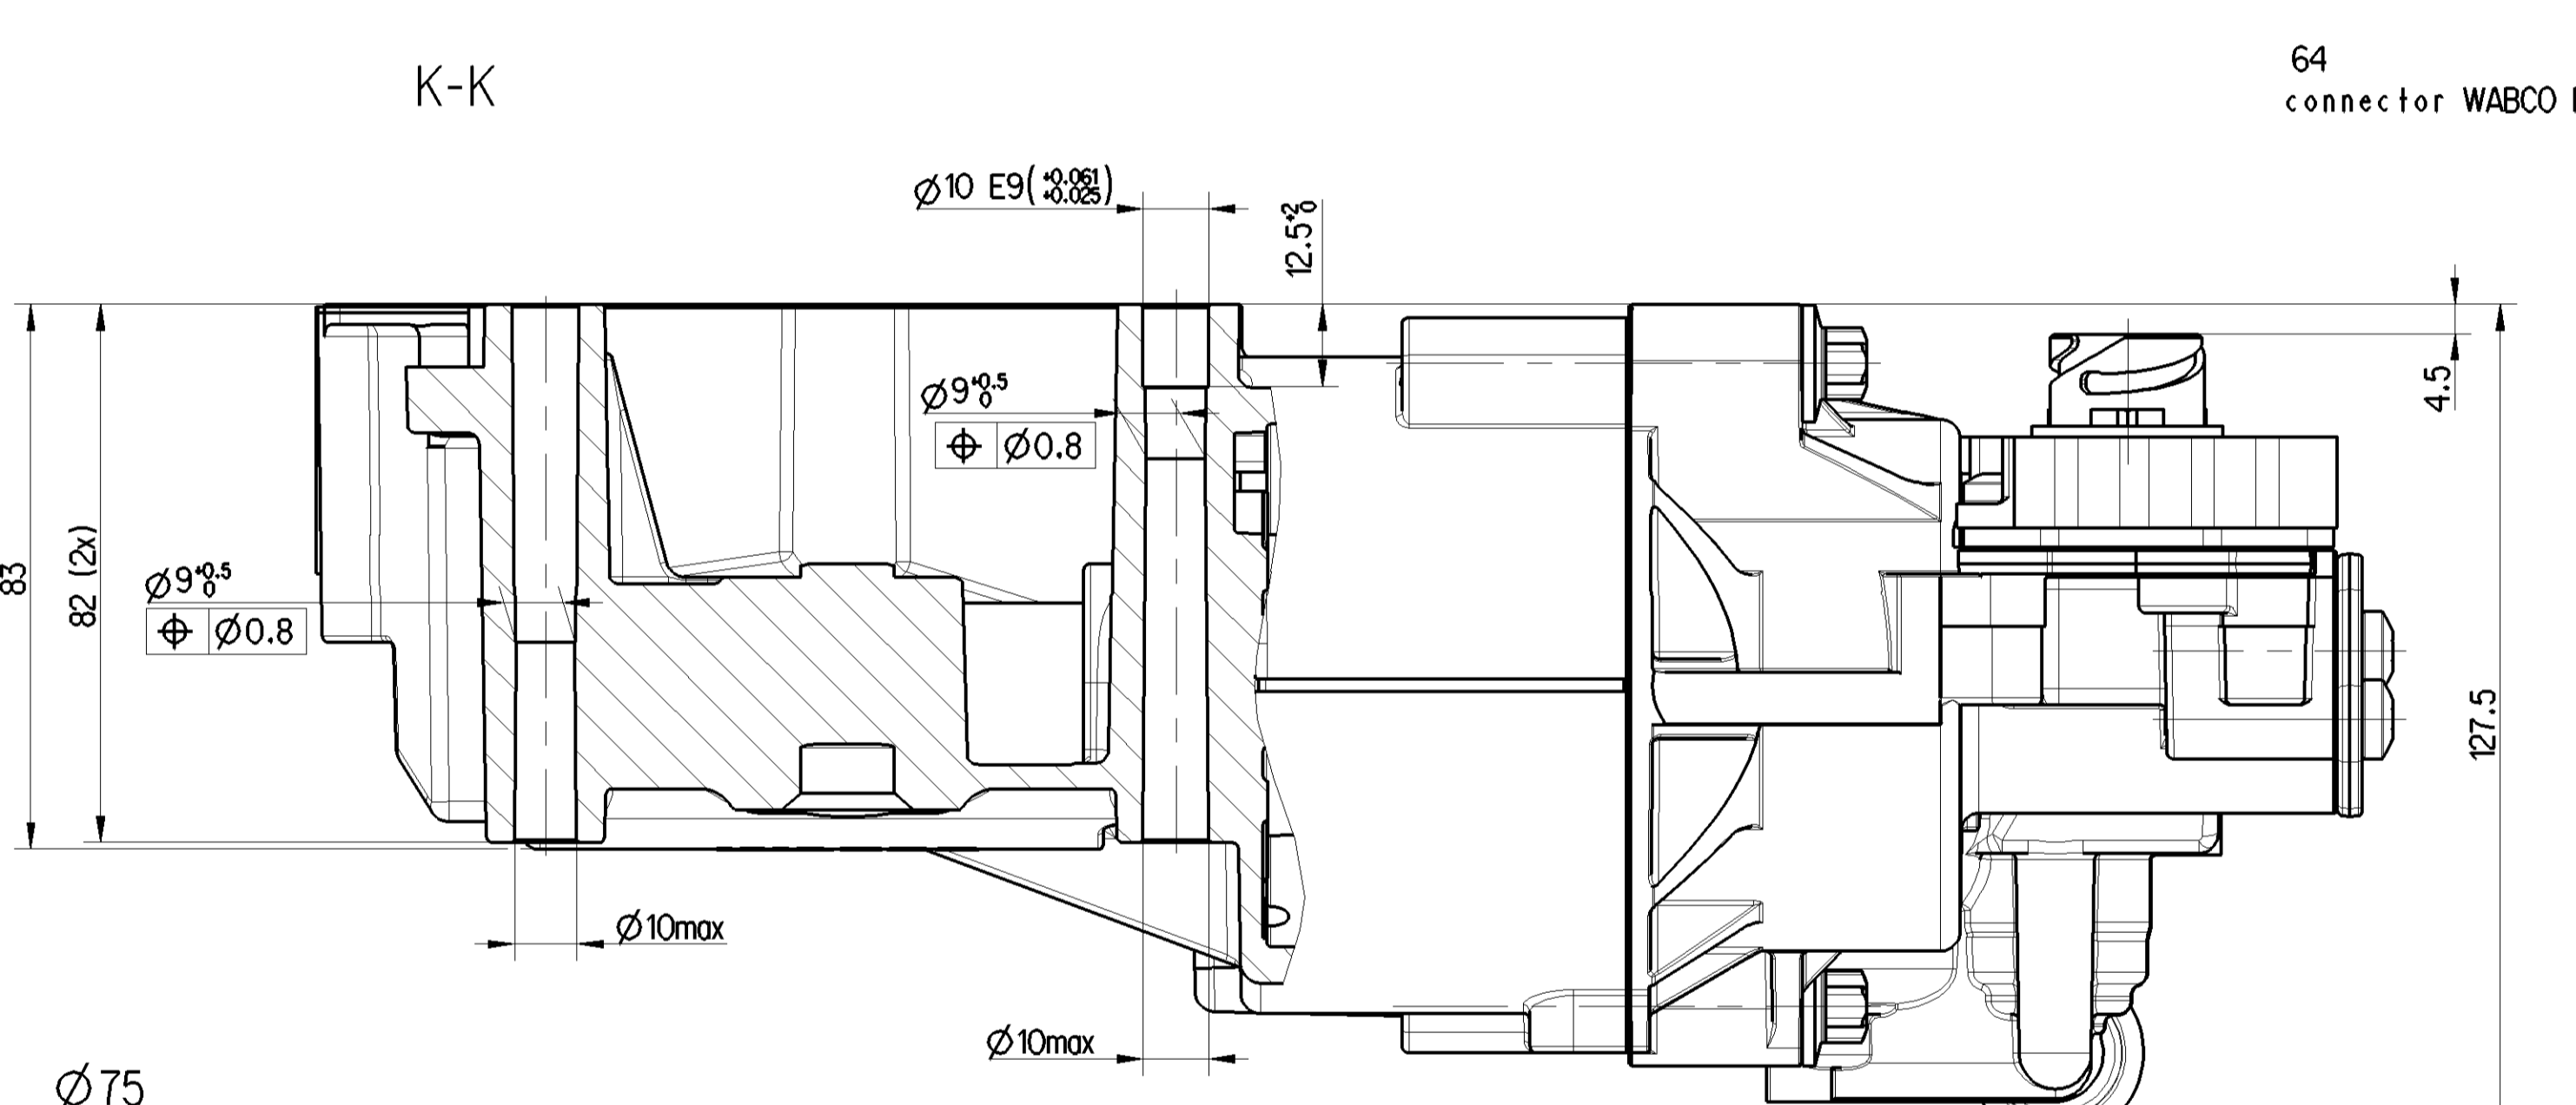 K-K
64
connector WABCO
Ø10 E9(+0.061 +0.025)
12.5+2 0
Ø9+0.5 0
⌖ Ø0.8
4.5
83
82 (2x)
Ø9+0.5 0
⌖ Ø0.8
127.5
Ø10max
Ø10max
Ø75